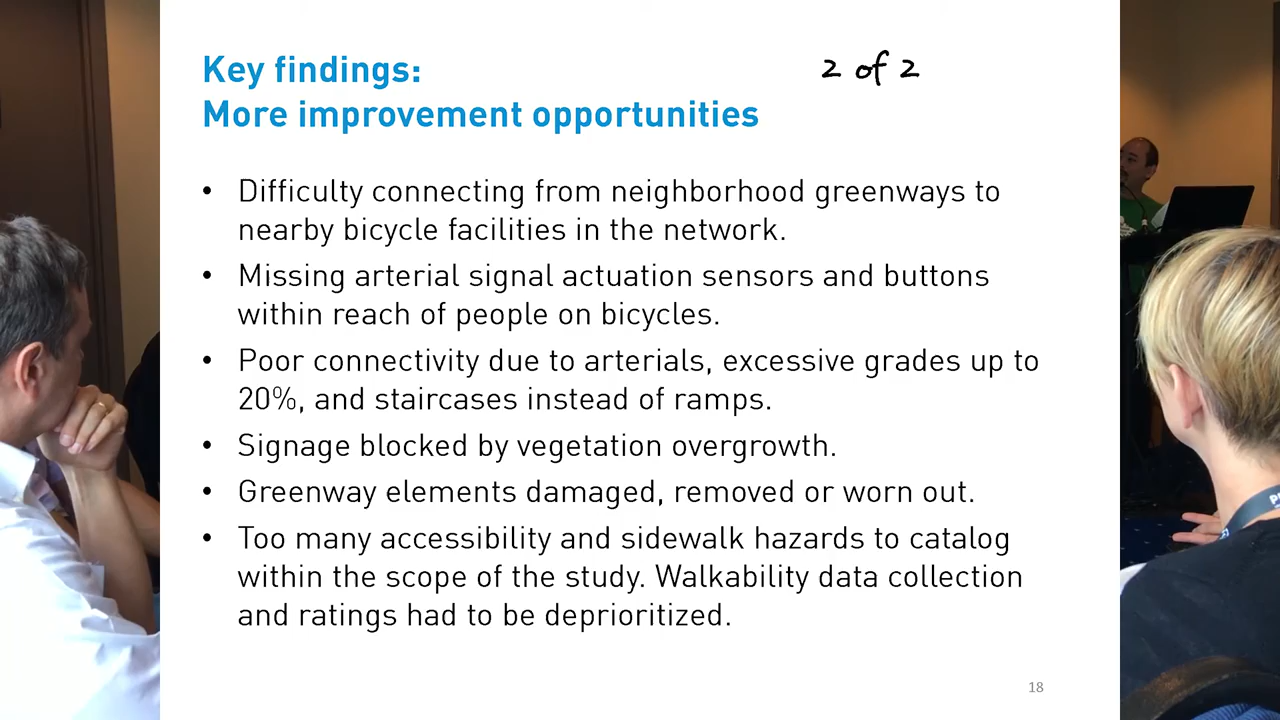 Key findings:
2 of 2
More improvement opportunities
• Difficulty connecting from neighborhood greenways to
nearby bicycle facilities in the network.
• Missing arterial signal actuation sensors and buttons
within reach of people on bicycles.
• Poor connectivity due to arterials, excessive grades up to
20%, and staircases instead of ramps.
• Signage blocked by vegetation overgrowth.
• Greenway elements damaged, removed or worn out.
• Too many accessibility and sidewalk hazards to catalog
within the scope of the study. Walkability data collection
and ratings had to be deprioritized.
18